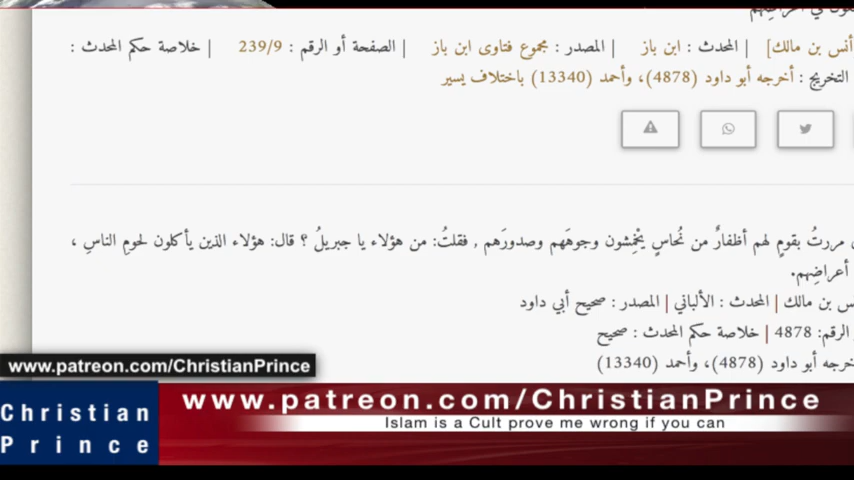 أنس بن مالك] | المحدث : ابن باز | المصدر : مجموع فتاوى ابن باز | الصفحة أو الرقم : 239/9 | خلاصة حكم المحدث :
التخريج : أخرجه أبو داود (4878)، وأحمد (13340) باختلاف يسير
مررتُ بقومٍ لهم أظفارٌ من نُحاسٍ يخْمِشون وجوهَهم وصدورَهم , فقلتُ: من هؤلاء يا جبريلُ ؟ قال: هؤلاء الذين يأكلون لحومِ الناسِ ،
أعراضِهم.
بن مالك | المحدث : الألباني | المصدر : صحيح أبي داود
الرقم: 4878 | خلاصة حكم المحدث : صحيح
أبو داود (4878)، وأحمد (13340)
www.patreon.com/ChristianPrince
Christian
Prince
www.patreon.com/ChristianPrince
Islam is a Cult prove me wrong if you can